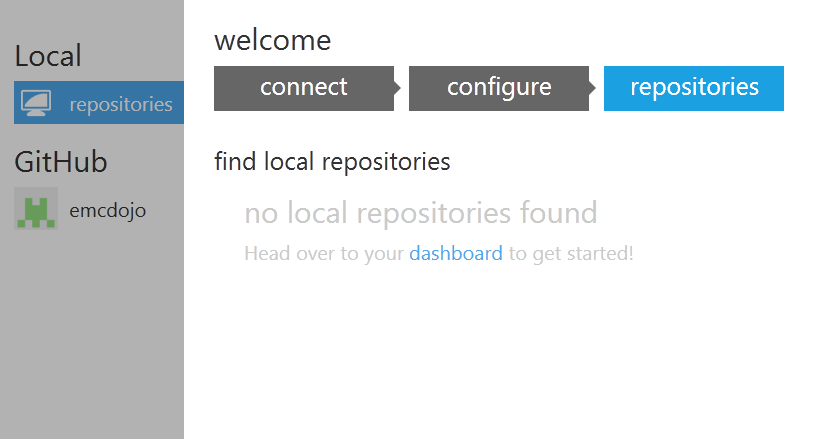 Local
repositories
GitHub
emcdojo
welcome
connect
configure
repositories
find local repositories
no local repositories found
Head over to your dashboard to get started!